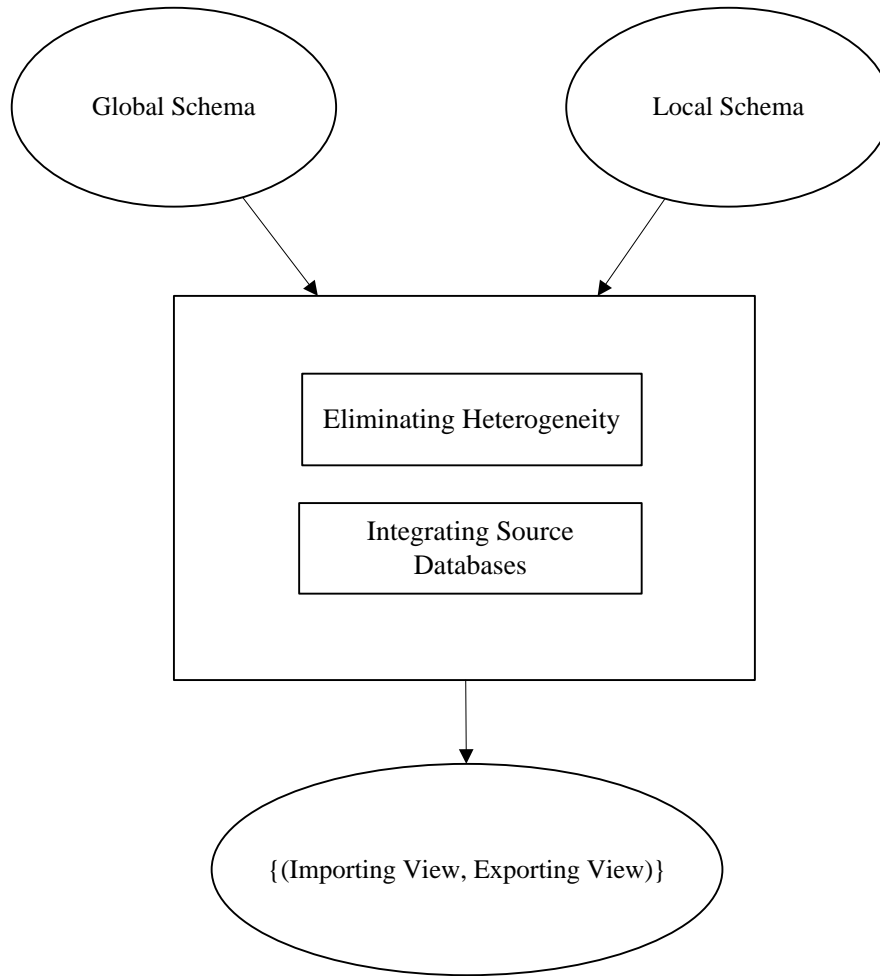 Global Schema
Local Schema
Eliminating Heterogeneity
Integrating Source
Databases
{(Importing View, Exporting View)}